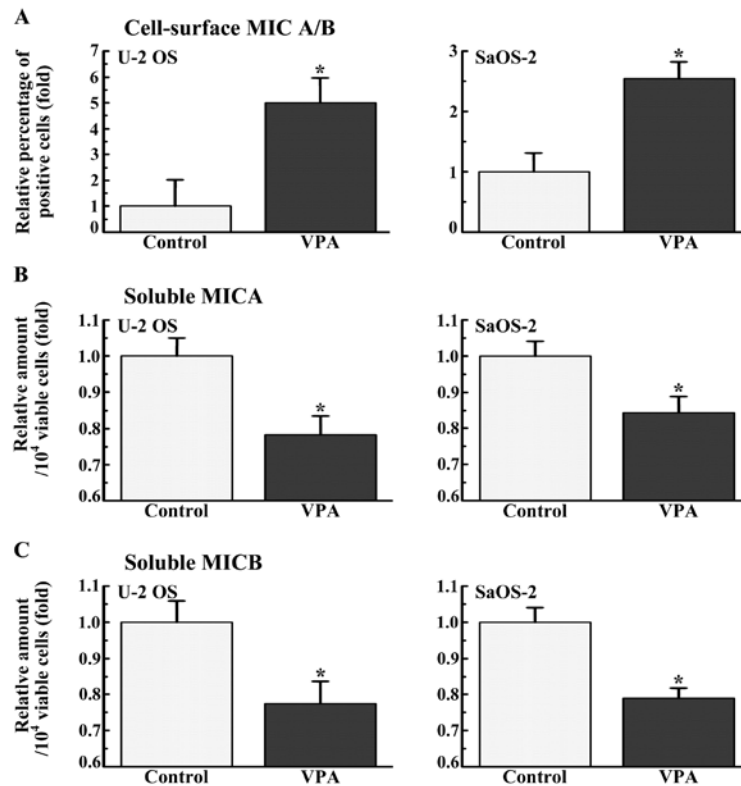 A
Cell-surface MIC A/B
Relative percentage of
positive cells (fold)
7
6
5
4
3
2
1
0
U-2 OS
*
Control
VPA
3
2
1
0
SaOS-2
*
Control
VPA
B
Soluble MICA
Relative amount
/10⁴ viable cells (fold)
1.1
1.0
0.9
0.8
0.7
0.6
U-2 OS
*
Control
VPA
1.1
1.0
0.9
0.8
0.7
0.6
SaOS-2
*
Control
VPA
C
Soluble MICB
Relative amount
/10⁴ viable cells (fold)
1.1
1.0
0.9
0.8
0.7
0.6
U-2 OS
*
Control
VPA
1.1
1.0
0.9
0.8
0.7
0.6
SaOS-2
*
Control
VPA